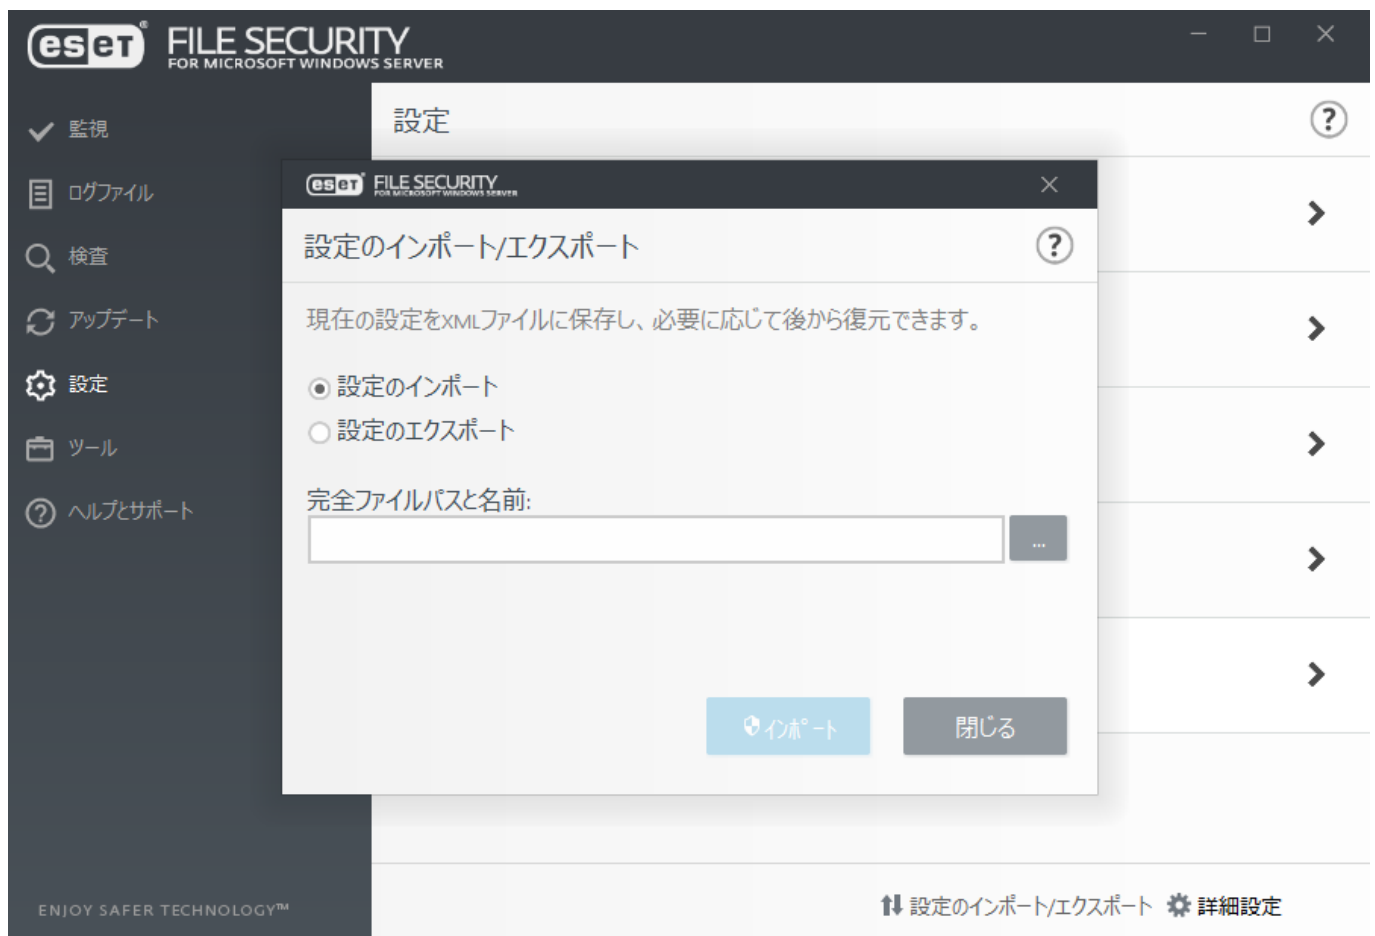 eset® FILE SECURITY
FOR MICROSOFT WINDOWS SERVER
監視
ログファイル
検査
アップデート
設定
ツール
ヘルプとサポート
ENJOY SAFER TECHNOLOGY™
設定
?
eset FILE SECURITY
FOR MICROSOFT WINDOWS SERVER
設定のインポート/エクスポート
?
現在の設定をXMLファイルに保存し、必要に応じて後から復元できます。
設定のインポート
設定のエクスポート
完全ファイルパスと名前:
...
インポート
閉じる
設定のインポート/エクスポート 詳細設定